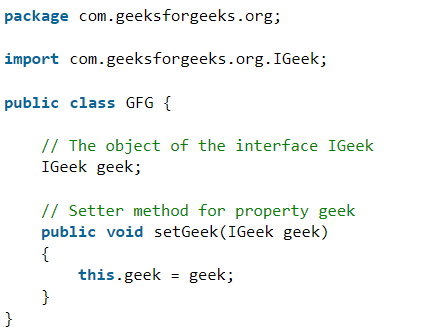 package com.geeksforgeeks.org;
import com.geeksforgeeks.org.IGeek;
public class GFG {
// The object of the interface IGeek
IGeek geek;
// Setter method for property geek
public void setGeek(IGeek geek)
{
this.geek = geek;
}
}